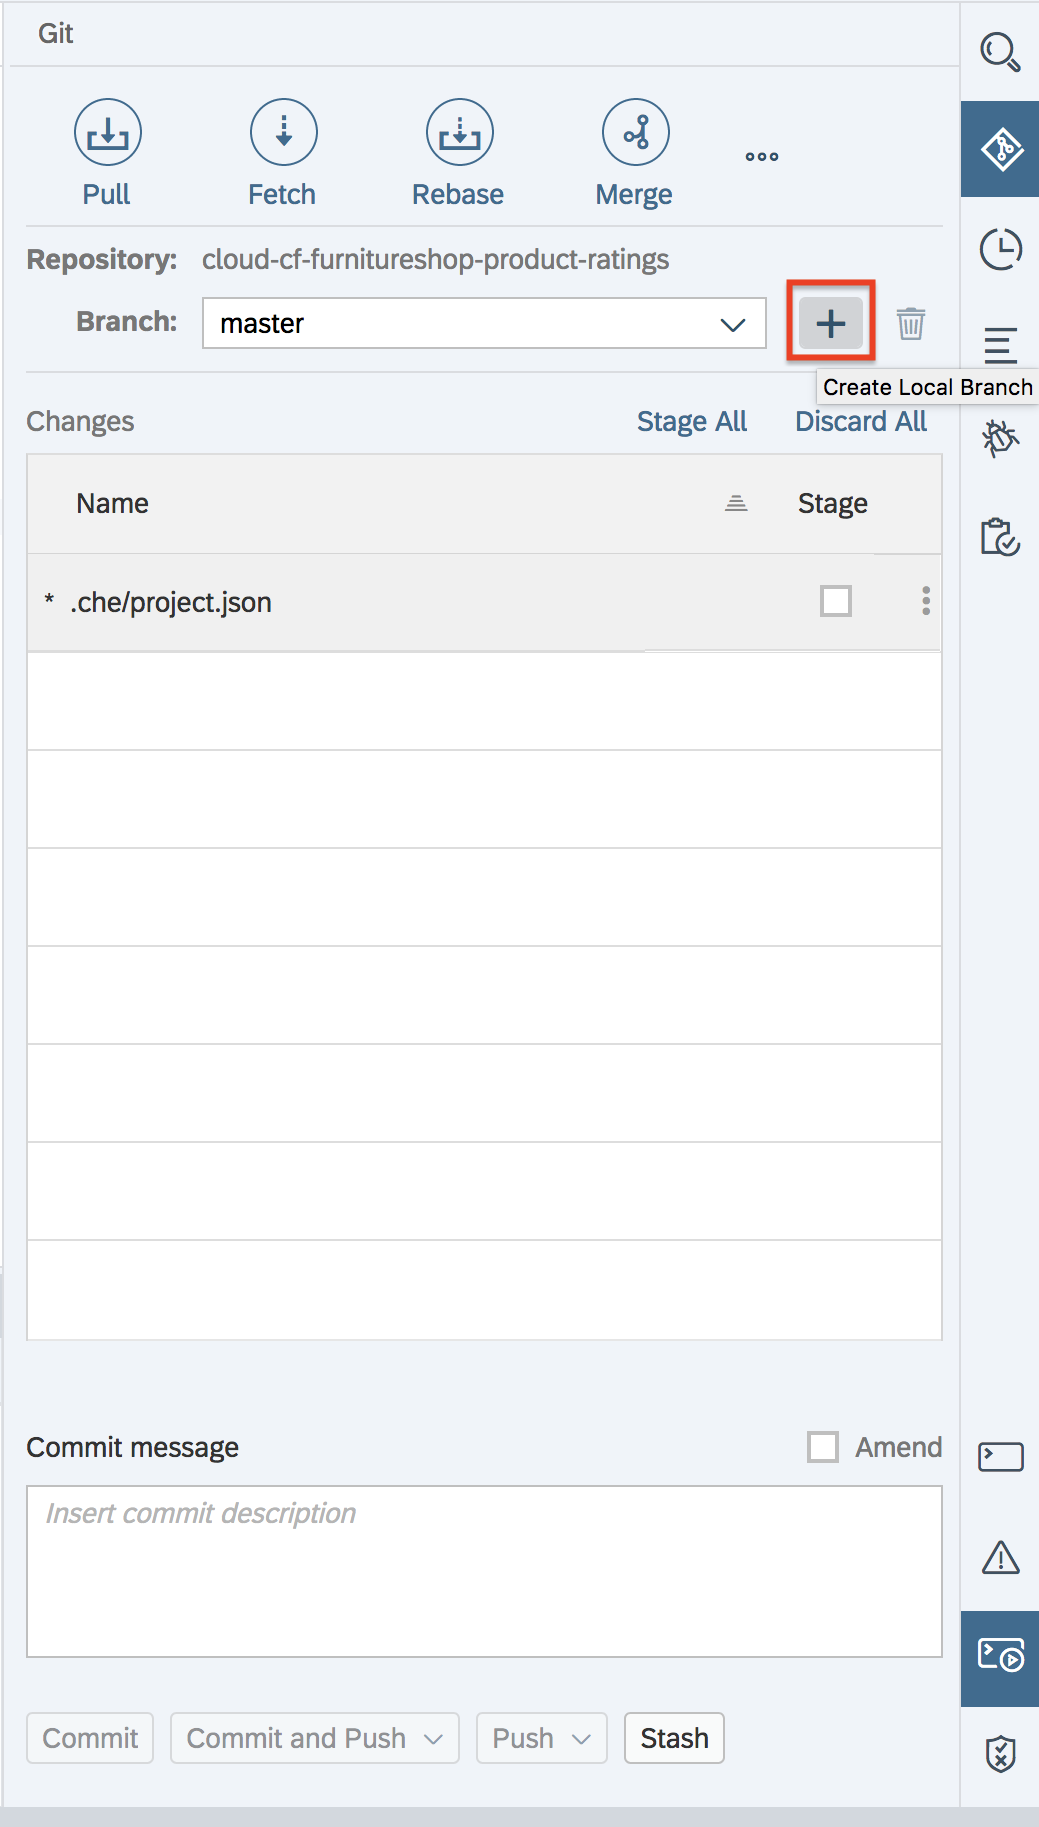 Git
Pull Fetch Rebase Merge
Repository: cloud-cf-furnitureshop-product-ratings
Branch: master
Create Local Branch
Changes Stage All Discard All
Name Stage
* .che/project.json
Commit message Amend
Insert commit description
Commit Commit and Push Push Stash